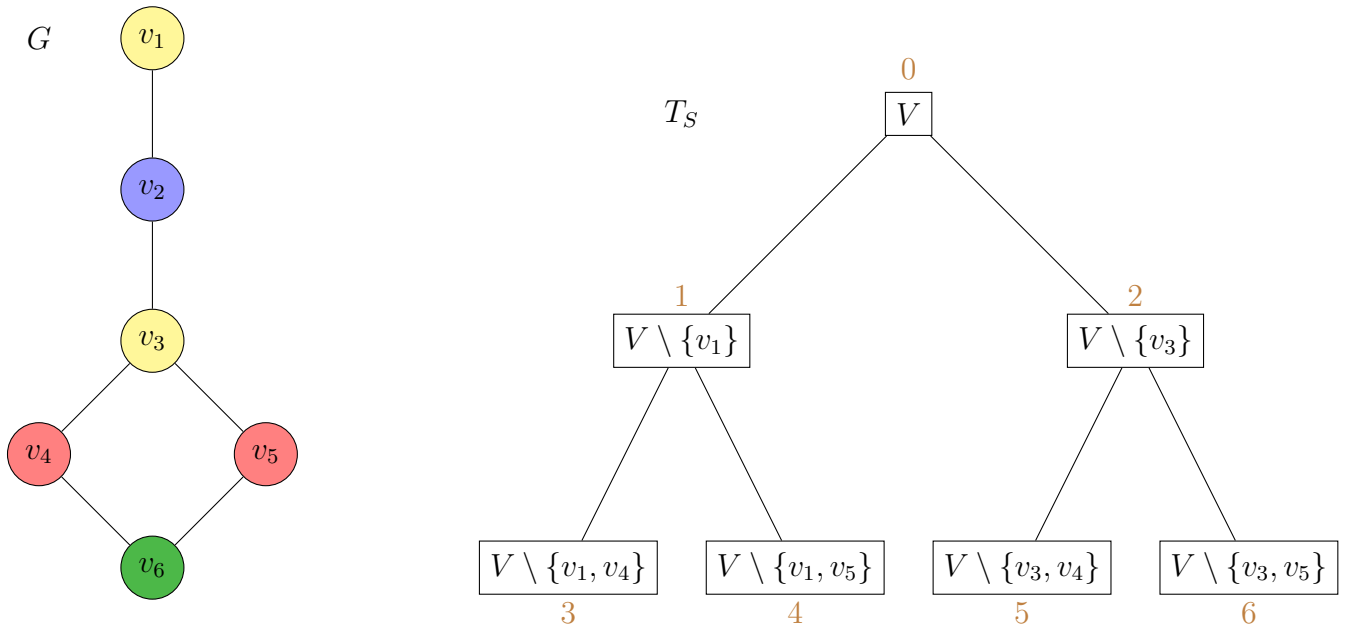 G
v₁
v₂
v₃
v₄
v₅
v₆
T_S
0
V
1
V \ {v₁}
2
V \ {v₃}
V \ {v₁, v₄}
3
V \ {v₁, v₅}
4
V \ {v₃, v₄}
5
V \ {v₃, v₅}
6